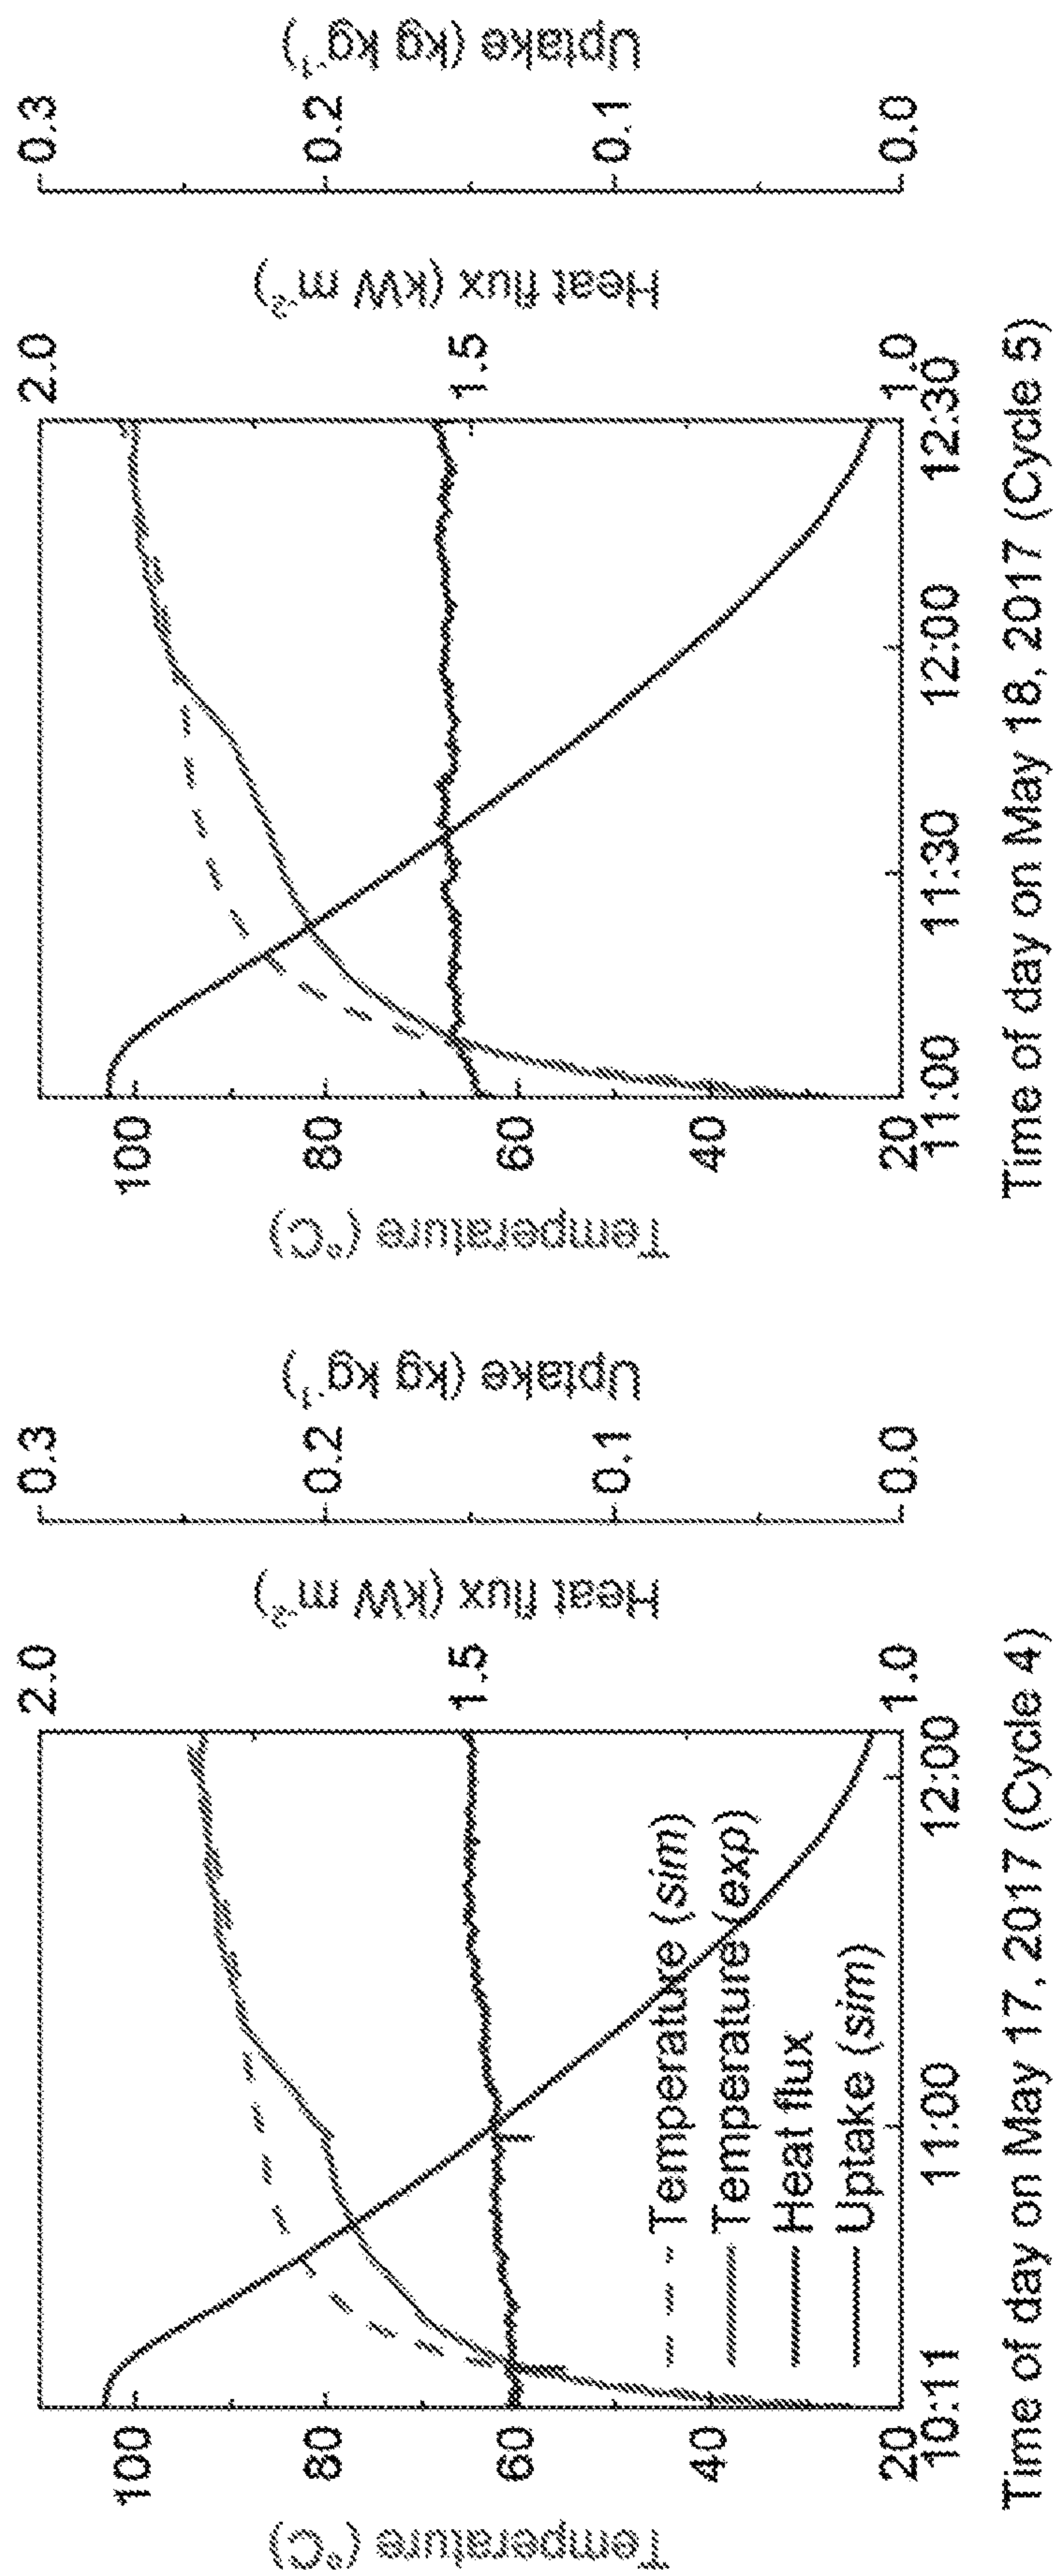 Temperature (°C)
100
80
60
40
20
10:11
11:00
12:00
Time of day on May 17, 2017 (Cycle 4)
Temperature (sim)
Temperature (exp)
Heat flux
Uptake (sim)
2.0
1.5
1.0
Heat flux (kW m-2)
0.3
0.2
0.1
0.0
Uptake (kg kg-1)
Temperature (°C)
100
80
60
40
20
11:00
11:30
12:00
12:30
Time of day on May 18, 2017 (Cycle 5)
2.0
1.5
1.0
Heat flux (kW m-2)
0.3
0.2
0.1
0.0
Uptake (kg kg-1)